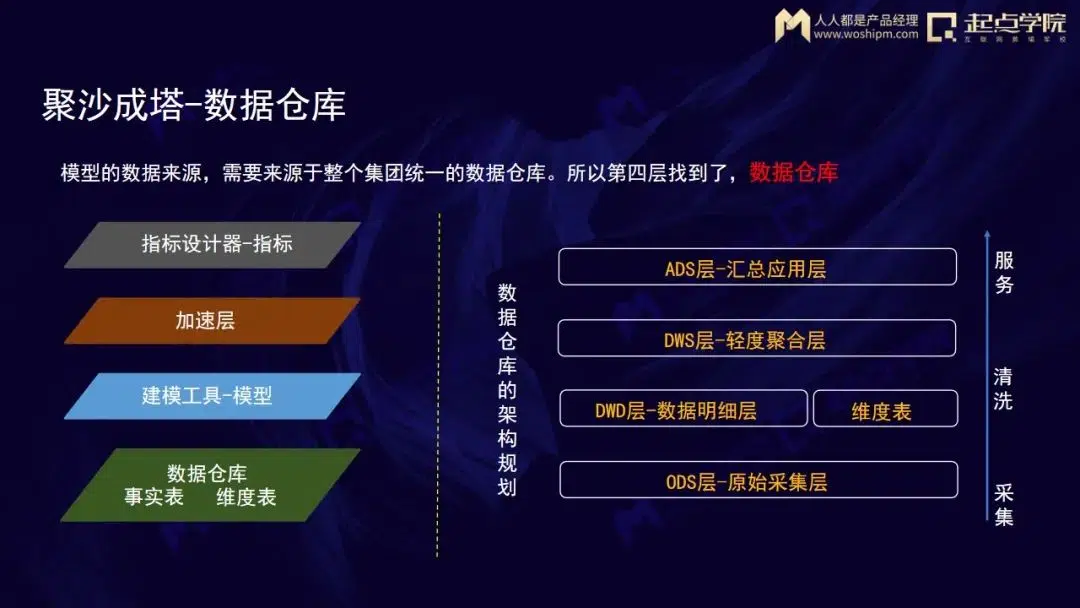 人人都是产品经理
www.woshipm.com
起点学院
互联网黄埔军校
聚沙成塔-数据仓库
模型的数据来源，需要来源于整个集团统一的数据仓库。所以第四层找到了，数据仓库
指标设计器-指标
加速层
建模工具-模型
数据仓库
事实表 维度表
数据仓库的架构规划
ADS层-汇总应用层
DWS层-轻度聚合层
DWD层-数据明细层
维度表
ODS层-原始采集层
服务
清洗
采集